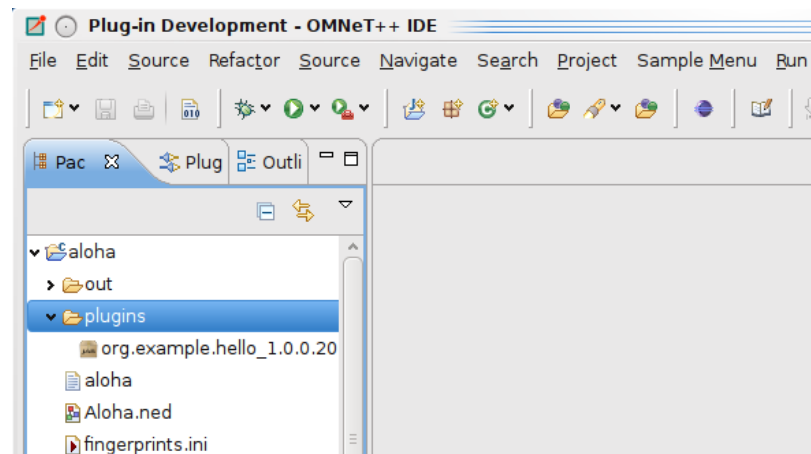 Plug-in Development - OMNeT++ IDE
File Edit Source Refactor Source Navigate Search Project Sample Menu Run
Pac Plug Outli
aloha
out
plugins
org.example.hello_1.0.0.20
aloha
Aloha.ned
fingerprints.ini